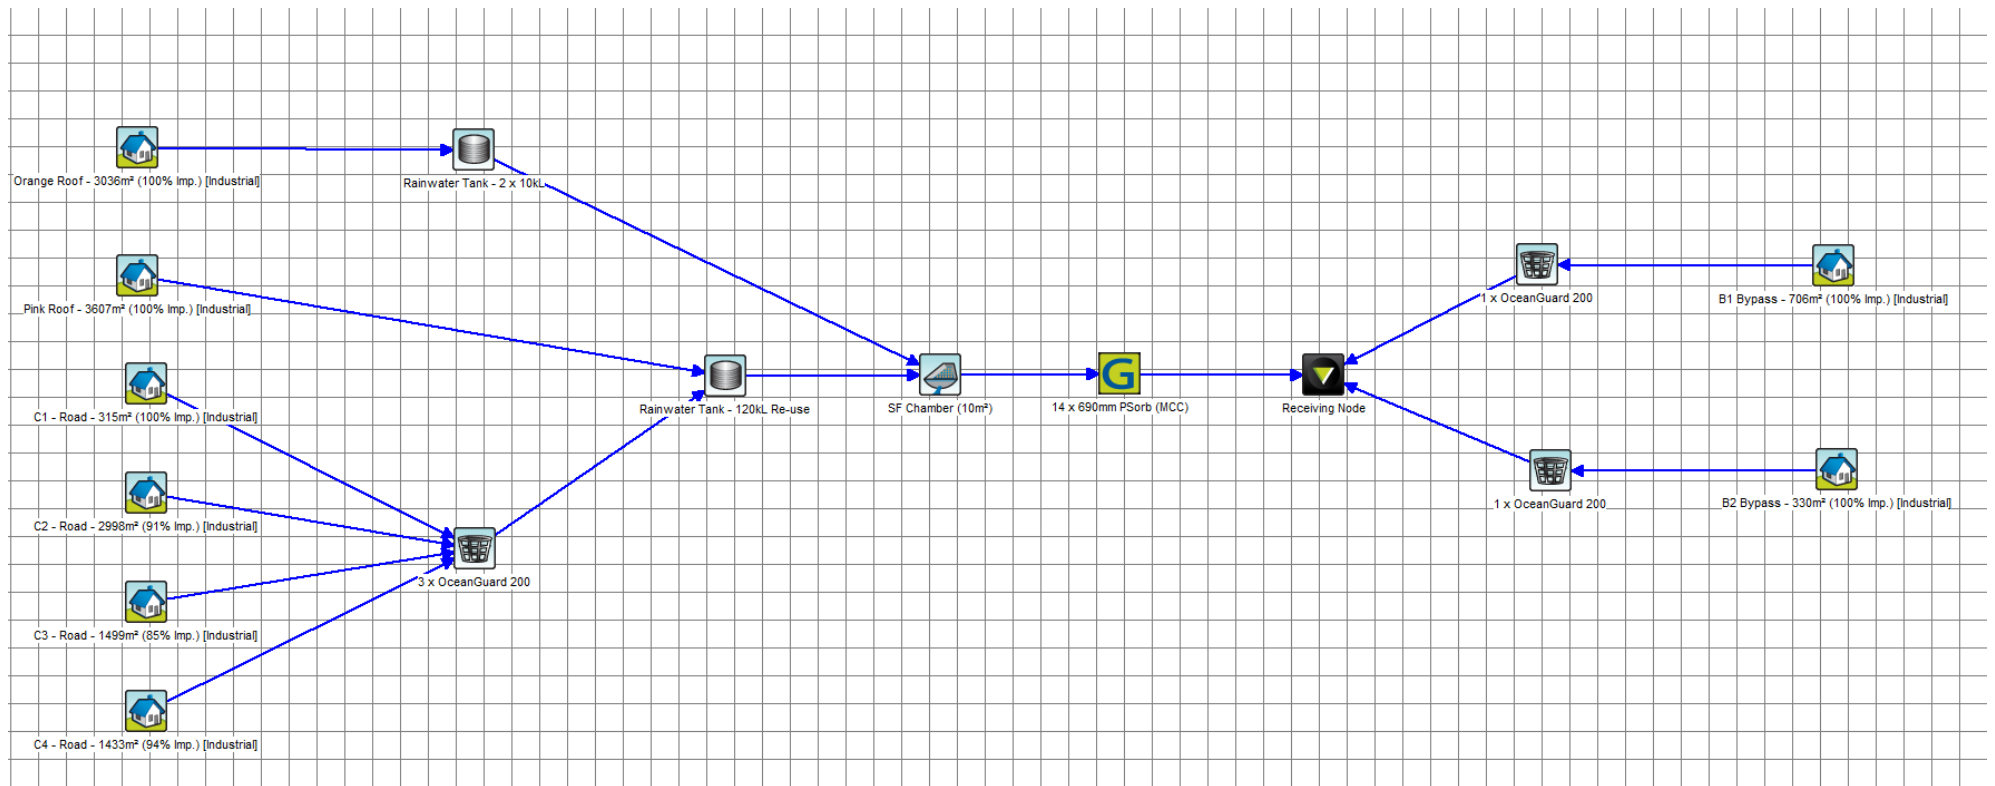 Orange Roof - 3036m² (100% Imp.) [Industrial]
Rainwater Tank - 2 x 10kL
Pink Roof - 3607m² (100% Imp.) [Industrial]
1 x OceanGuard 200
B1 Bypass - 706m² (100% Imp.) [Industrial]
C1 - Road - 315m² (100% Imp.) [Industrial]
Rainwater Tank - 120kL Re-use
SF Chamber (10m²)
G
14 x 690mm PSorb (MCC)
Receiving Node
C2 - Road - 2998m² (91% Imp.) [Industrial]
1 x OceanGuard 200
B2 Bypass - 330m² (100% Imp.) [Industrial]
3 x OceanGuard 200
C3 - Road - 1499m² (85% Imp.) [Industrial]
C4 - Road - 1433m² (94% Imp.) [Industrial]